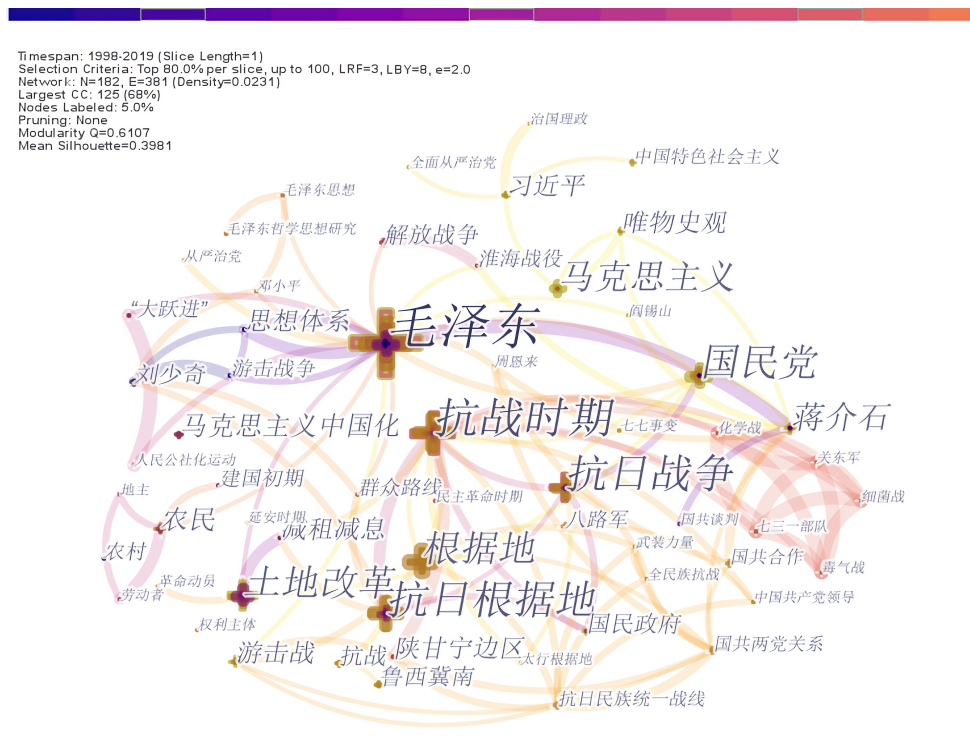 Timespan: 1998-2019 (Slice Length=1)
Selection Criteria: Top 80.0% per slice, up to 100, LRF=3, LBY=8, e=2.0
Network: N=182, E=381 (Density=0.0231)
Largest CC: 125 (68%)
Nodes Labeled: 5.0%
Pruning: None
Modularity Q=0.6107
Mean Silhouette=0.3981
治国理政
全面从严治党
中国特色社会主义
习近平
毛泽东思想
唯物史观
毛泽东哲学思想研究
解放战争
从严治党
淮海战役
马克思主义
邓小平
“大跃进”
阎锡山
思想体系
毛泽东
周恩来
国民党
刘少奇
游击战争
蒋介石
马克思主义中国化
抗战时期
七七事变
化学战
人民公社化运动
关东军
建国初期
抗日战争
地主
群众路线
民主革命时期
细菌战
农民
延安时期
减租减息
八路军
国共谈判
七三一部队
农村
根据地
武装力量
国共合作
毒气战
革命动员
土地改革
全民族抗战
劳动者
抗日根据地
中国共产党领导
权利主体
国民政府
游击战
抗战
陕甘宁边区
太行根据地
国共两党关系
鲁西冀南
抗日民族统一战线